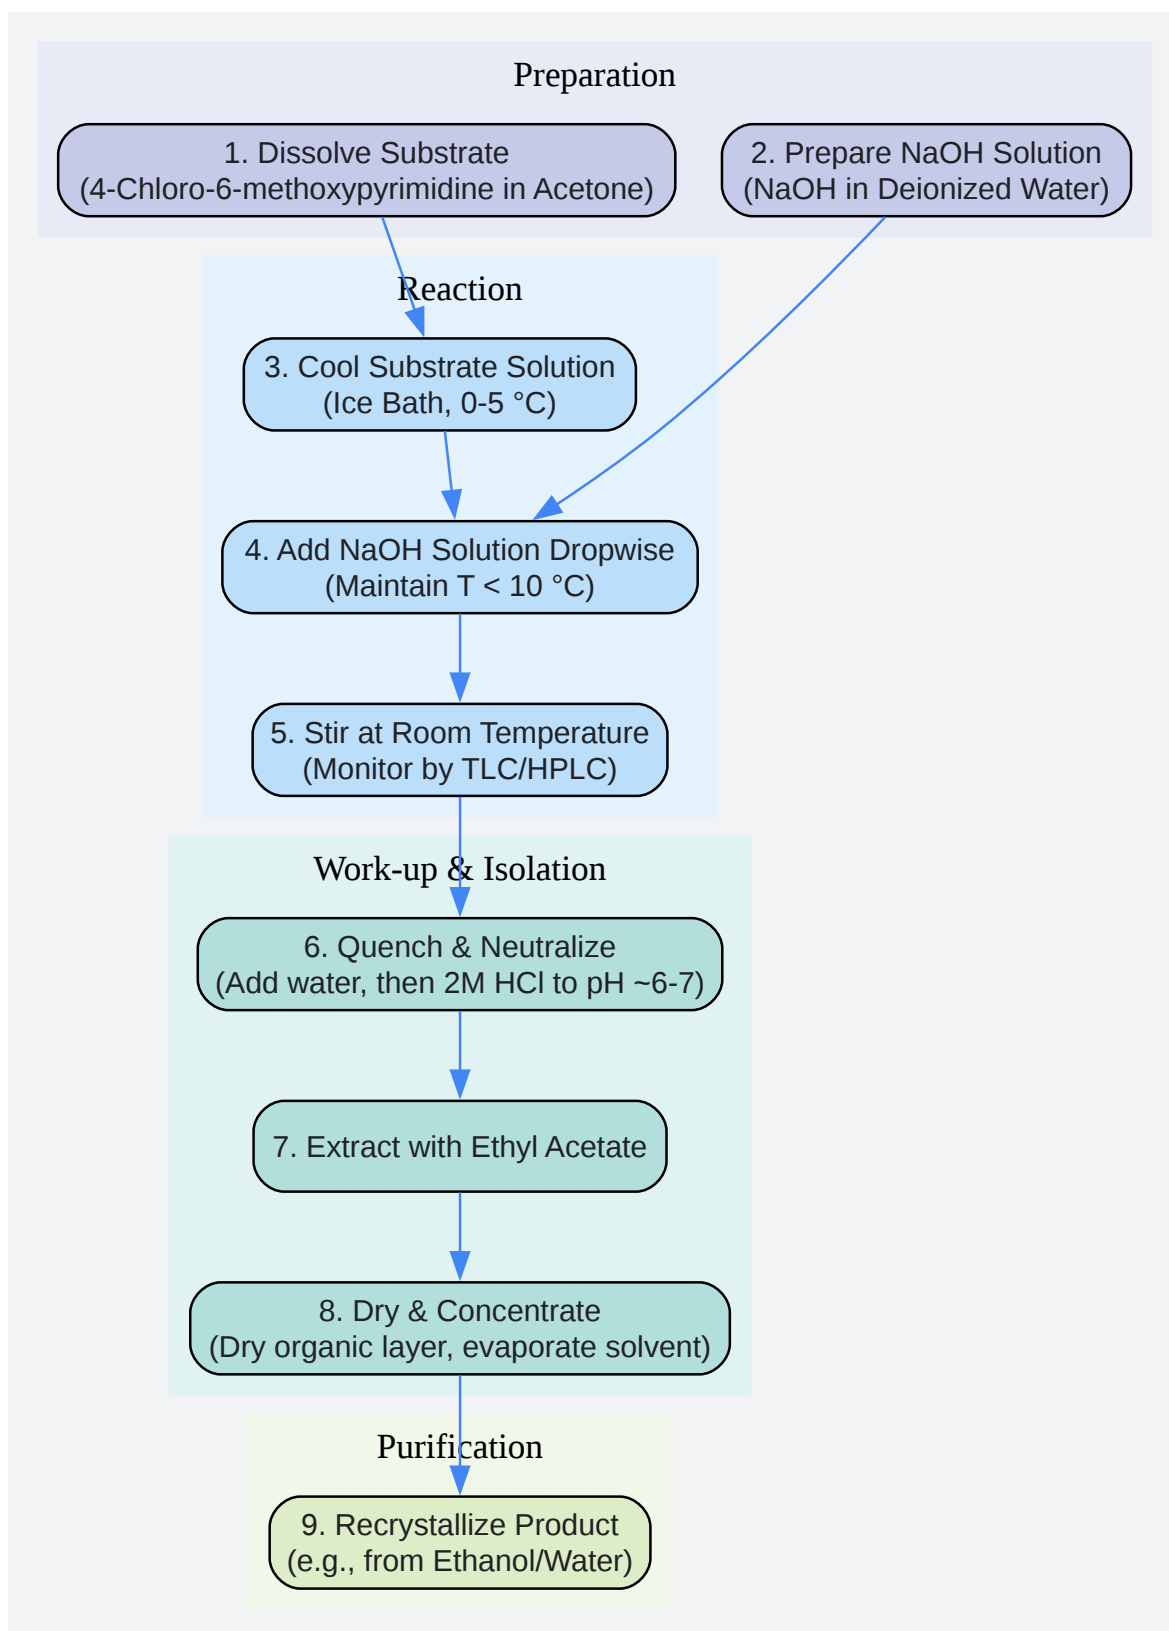 Preparation
1. Dissolve Substrate
(4-Chloro-6-methoxypyrimidine in Acetone)
2. Prepare NaOH Solution
(NaOH in Deionized Water)
Reaction
3. Cool Substrate Solution
(Ice Bath, 0-5 °C)
4. Add NaOH Solution Dropwise
(Maintain T < 10 °C)
5. Stir at Room Temperature
(Monitor by TLC/HPLC)
Work-up & Isolation
6. Quench & Neutralize
(Add water, then 2M HCl to pH ~6-7)
7. Extract with Ethyl Acetate
8. Dry & Concentrate
(Dry organic layer, evaporate solvent)
Purification
9. Recrystallize Product
(e.g., from Ethanol/Water)